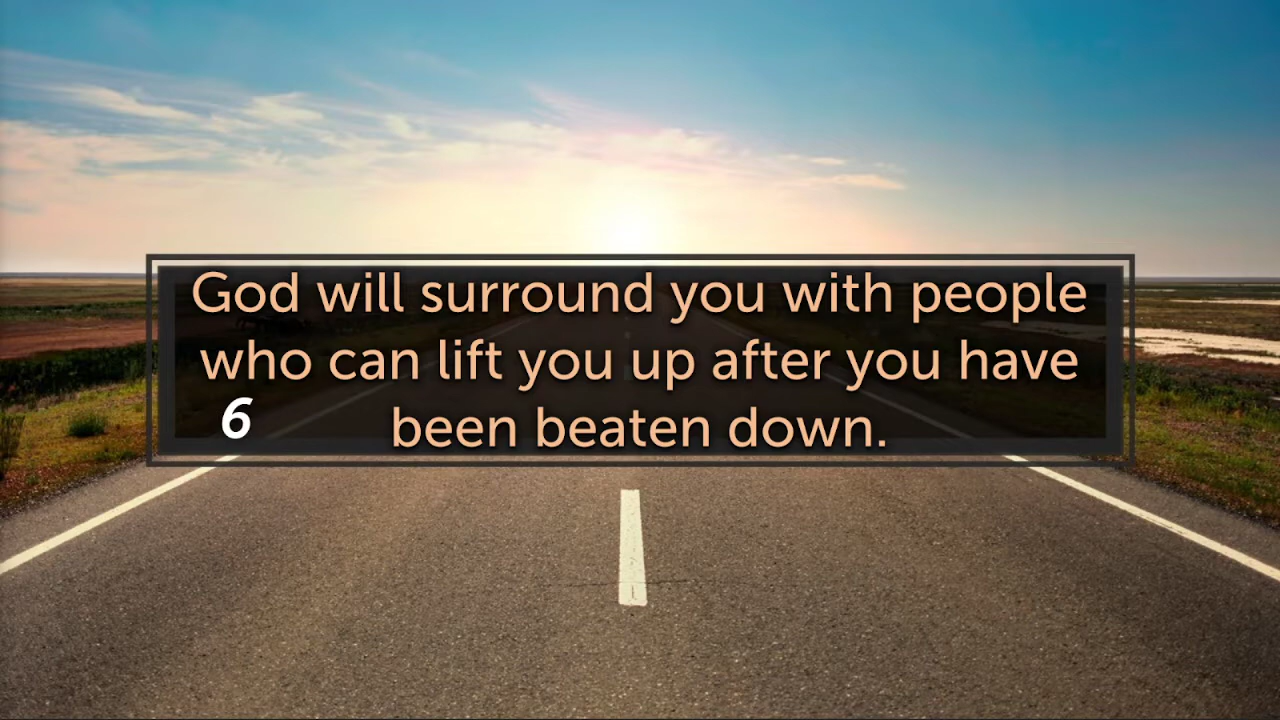 God will surround you with people
who can lift you up after you have
6
been beaten down.